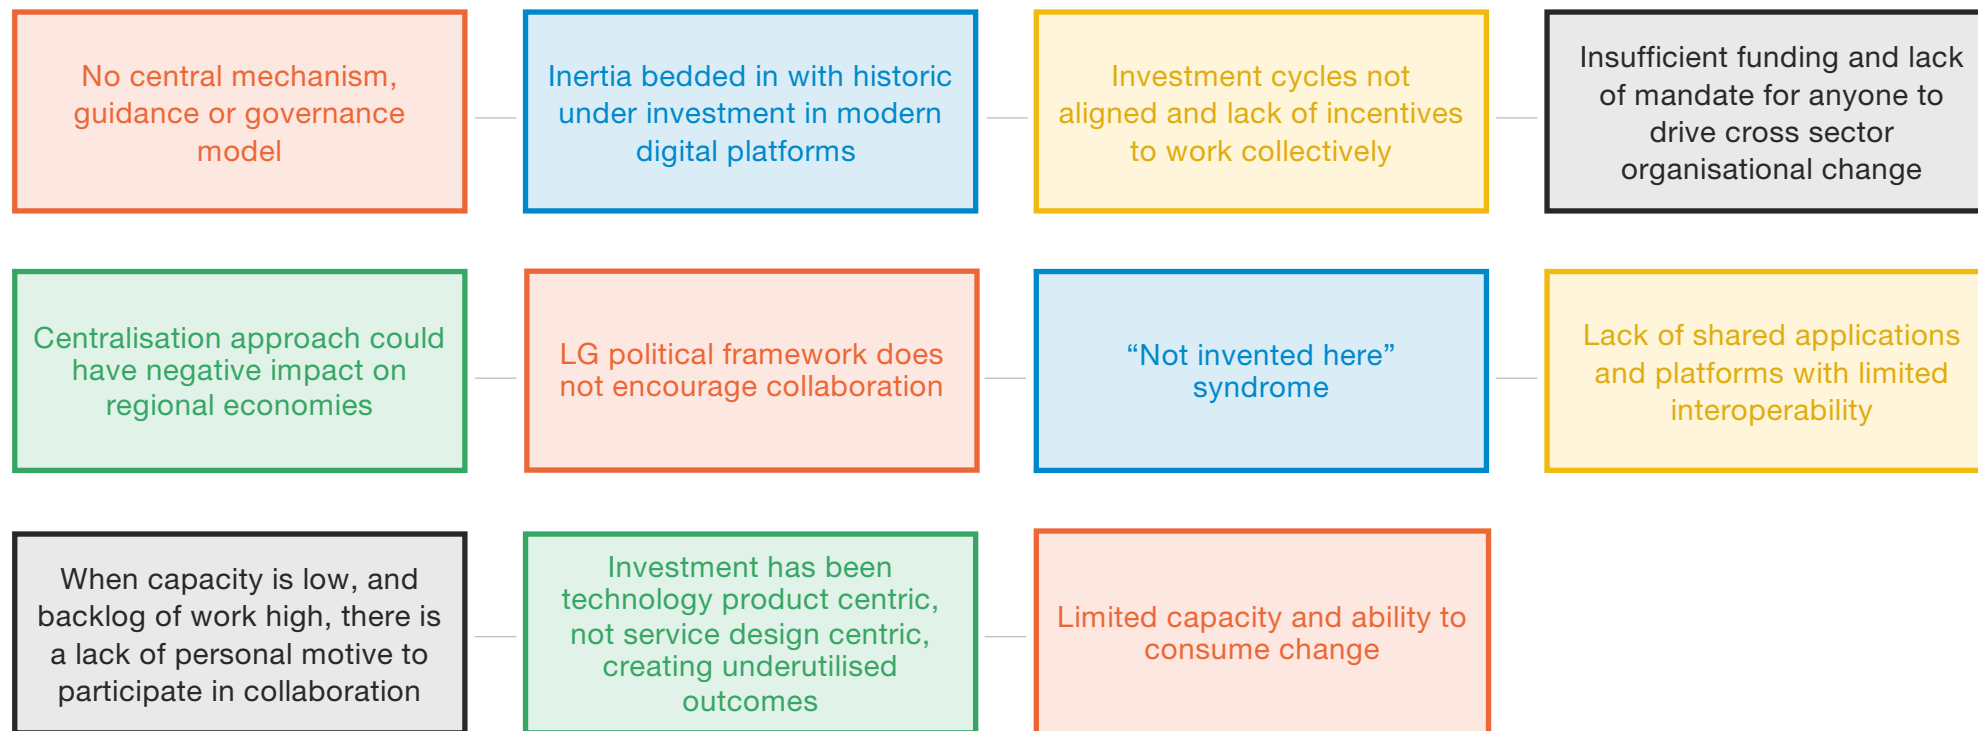 No central mechanism,
guidance or governance
model
Inertia bedded in with historic
under investment in modern
digital platforms
Investment cycles not
aligned and lack of incentives
to work collectively
Insufficient funding and lack
of mandate for anyone to
drive cross sector
organisational change
Centralisation approach could
have negative impact on
regional economies
LG political framework does
not encourage collaboration
“Not invented here”
syndrome
Lack of shared applications
and platforms with limited
interoperability
When capacity is low, and
backlog of work high, there is
a lack of personal motive to
participate in collaboration
Investment has been
technology product centric,
not service design centric,
creating underutilised
outcomes
Limited capacity and ability to
consume change